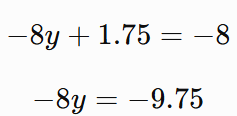 −8y + 1.75 = −8
−8y = −9.75